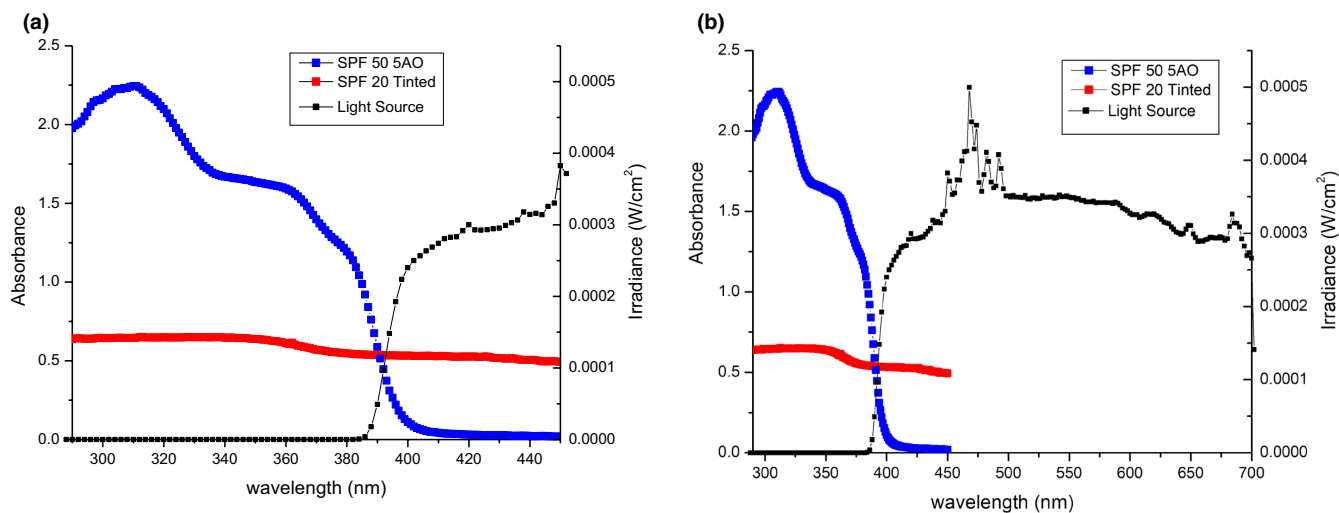 (a)
SPF 50 5AO
SPF 20 Tinted
Light Source
2.5
2.0
1.5
1.0
0.5
0.0
Absorbance
300 320 340 360 380 400 420 440
wavelength (nm)
0.0005
0.0004
0.0003
0.0002
0.0001
0.0000
Irradiance (W/cm²)
(b)
SPF 50 5AO
SPF 20 Tinted
Light Source
2.5
2.0
1.5
1.0
0.5
0.0
Absorbance
300 350 400 450 500 550 600 650 700
wavelength (nm)
0.0005
0.0004
0.0003
0.0002
0.0001
0.0000
Irradiance (W/cm²)